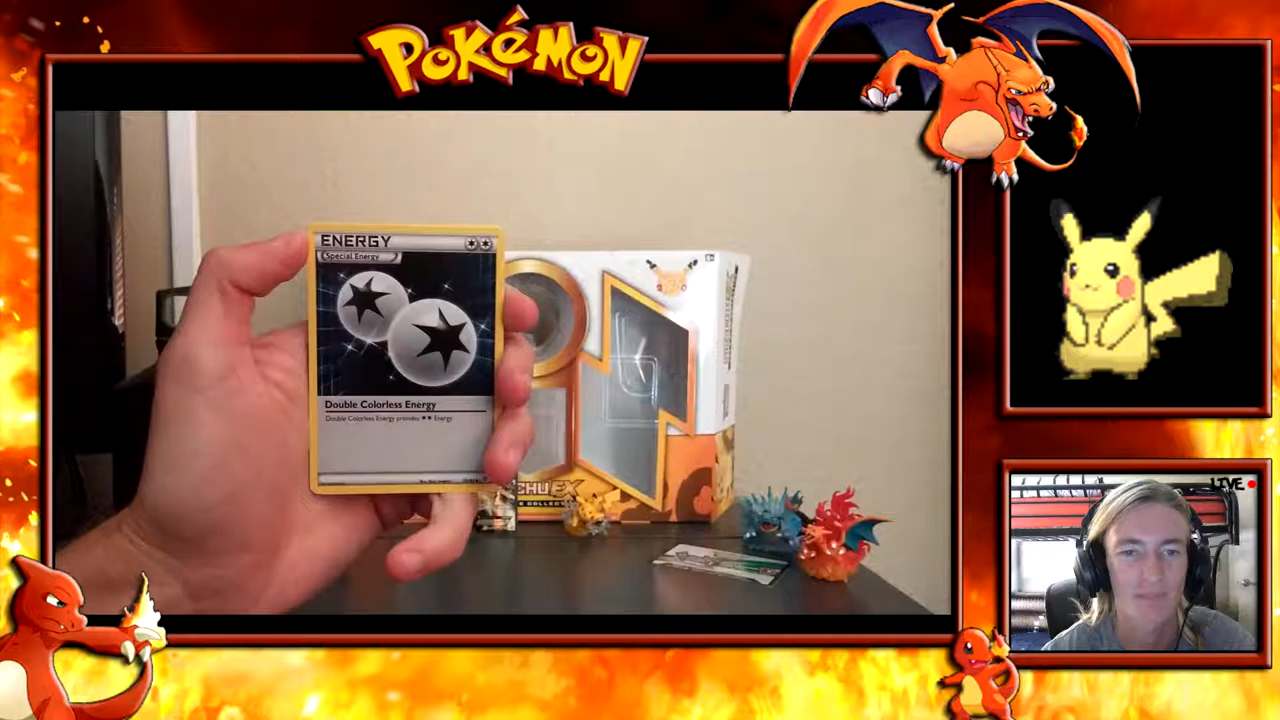 POKéMON
ENERGY
Special Energy
Double Colorless Energy
Double Colorless Energy provides Energy.
CHU EX
LIVE